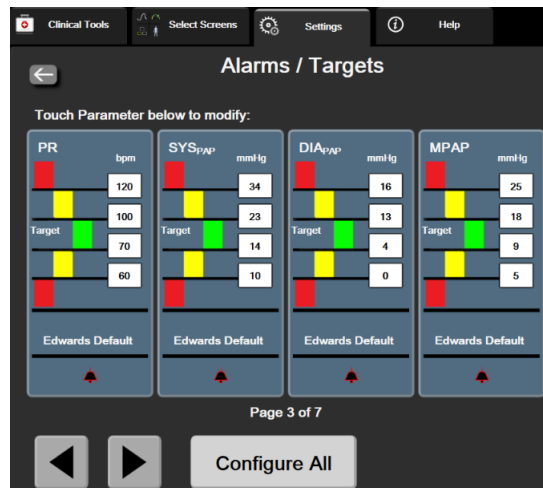 Clinical Tools Select Screens Settings Help
Alarms / Targets
Touch Parameter below to modify:
PR bpm
120
100
Target
70
60
Edwards Default
SYSPAP mmHg
34
23
Target
14
10
Edwards Default
DIAPAP mmHg
16
13
Target
4
0
Edwards Default
MPAP mmHg
25
18
Target
9
5
Edwards Default
Page 3 of 7
Configure All